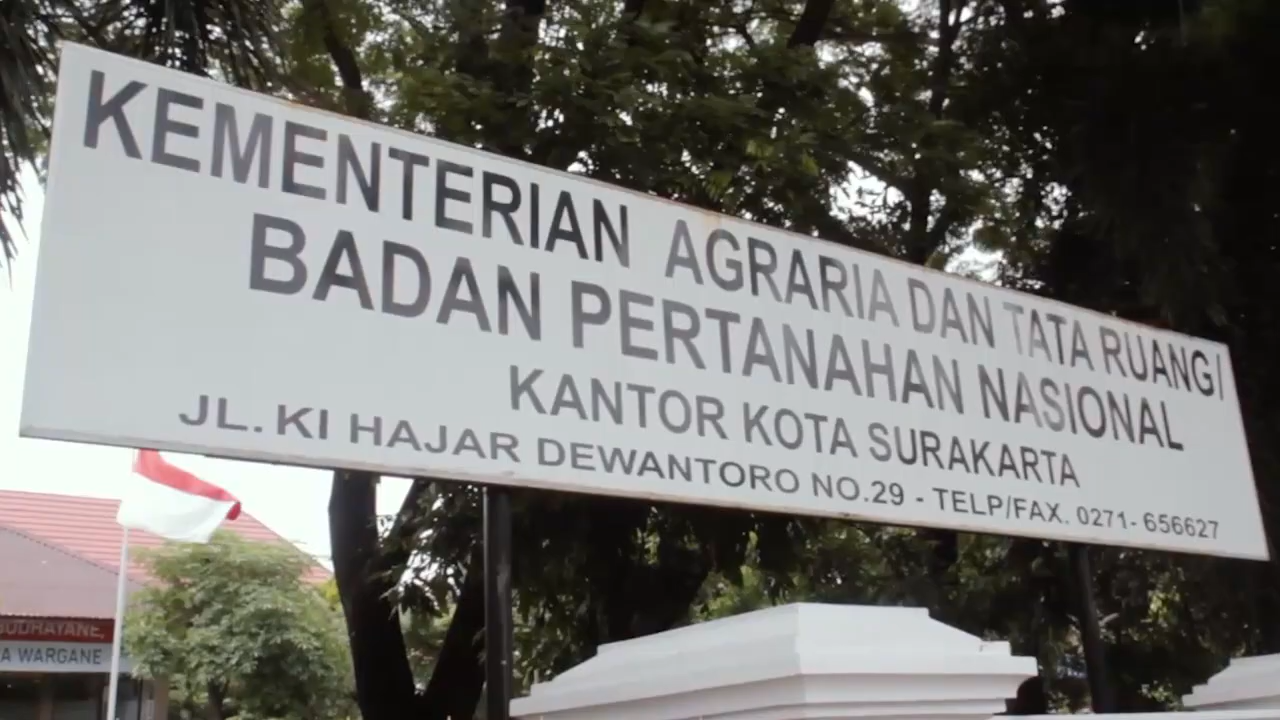 KEMENTERIAN AGRARIA DAN TATA RUANG/
BADAN PERTANAHAN NASIONAL
KANTOR KOTA SURAKARTA
JL. KI HAJAR DEWANTORO NO.29 - TELP/FAX. 0271- 656627
BUDHAYANE,
A WARGANE